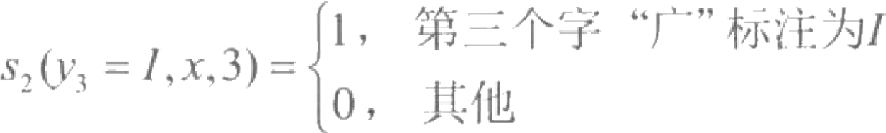 s₂(y₃ = I, x, 3) = {1， 第三个字 “广” 标注为I
0， 其他